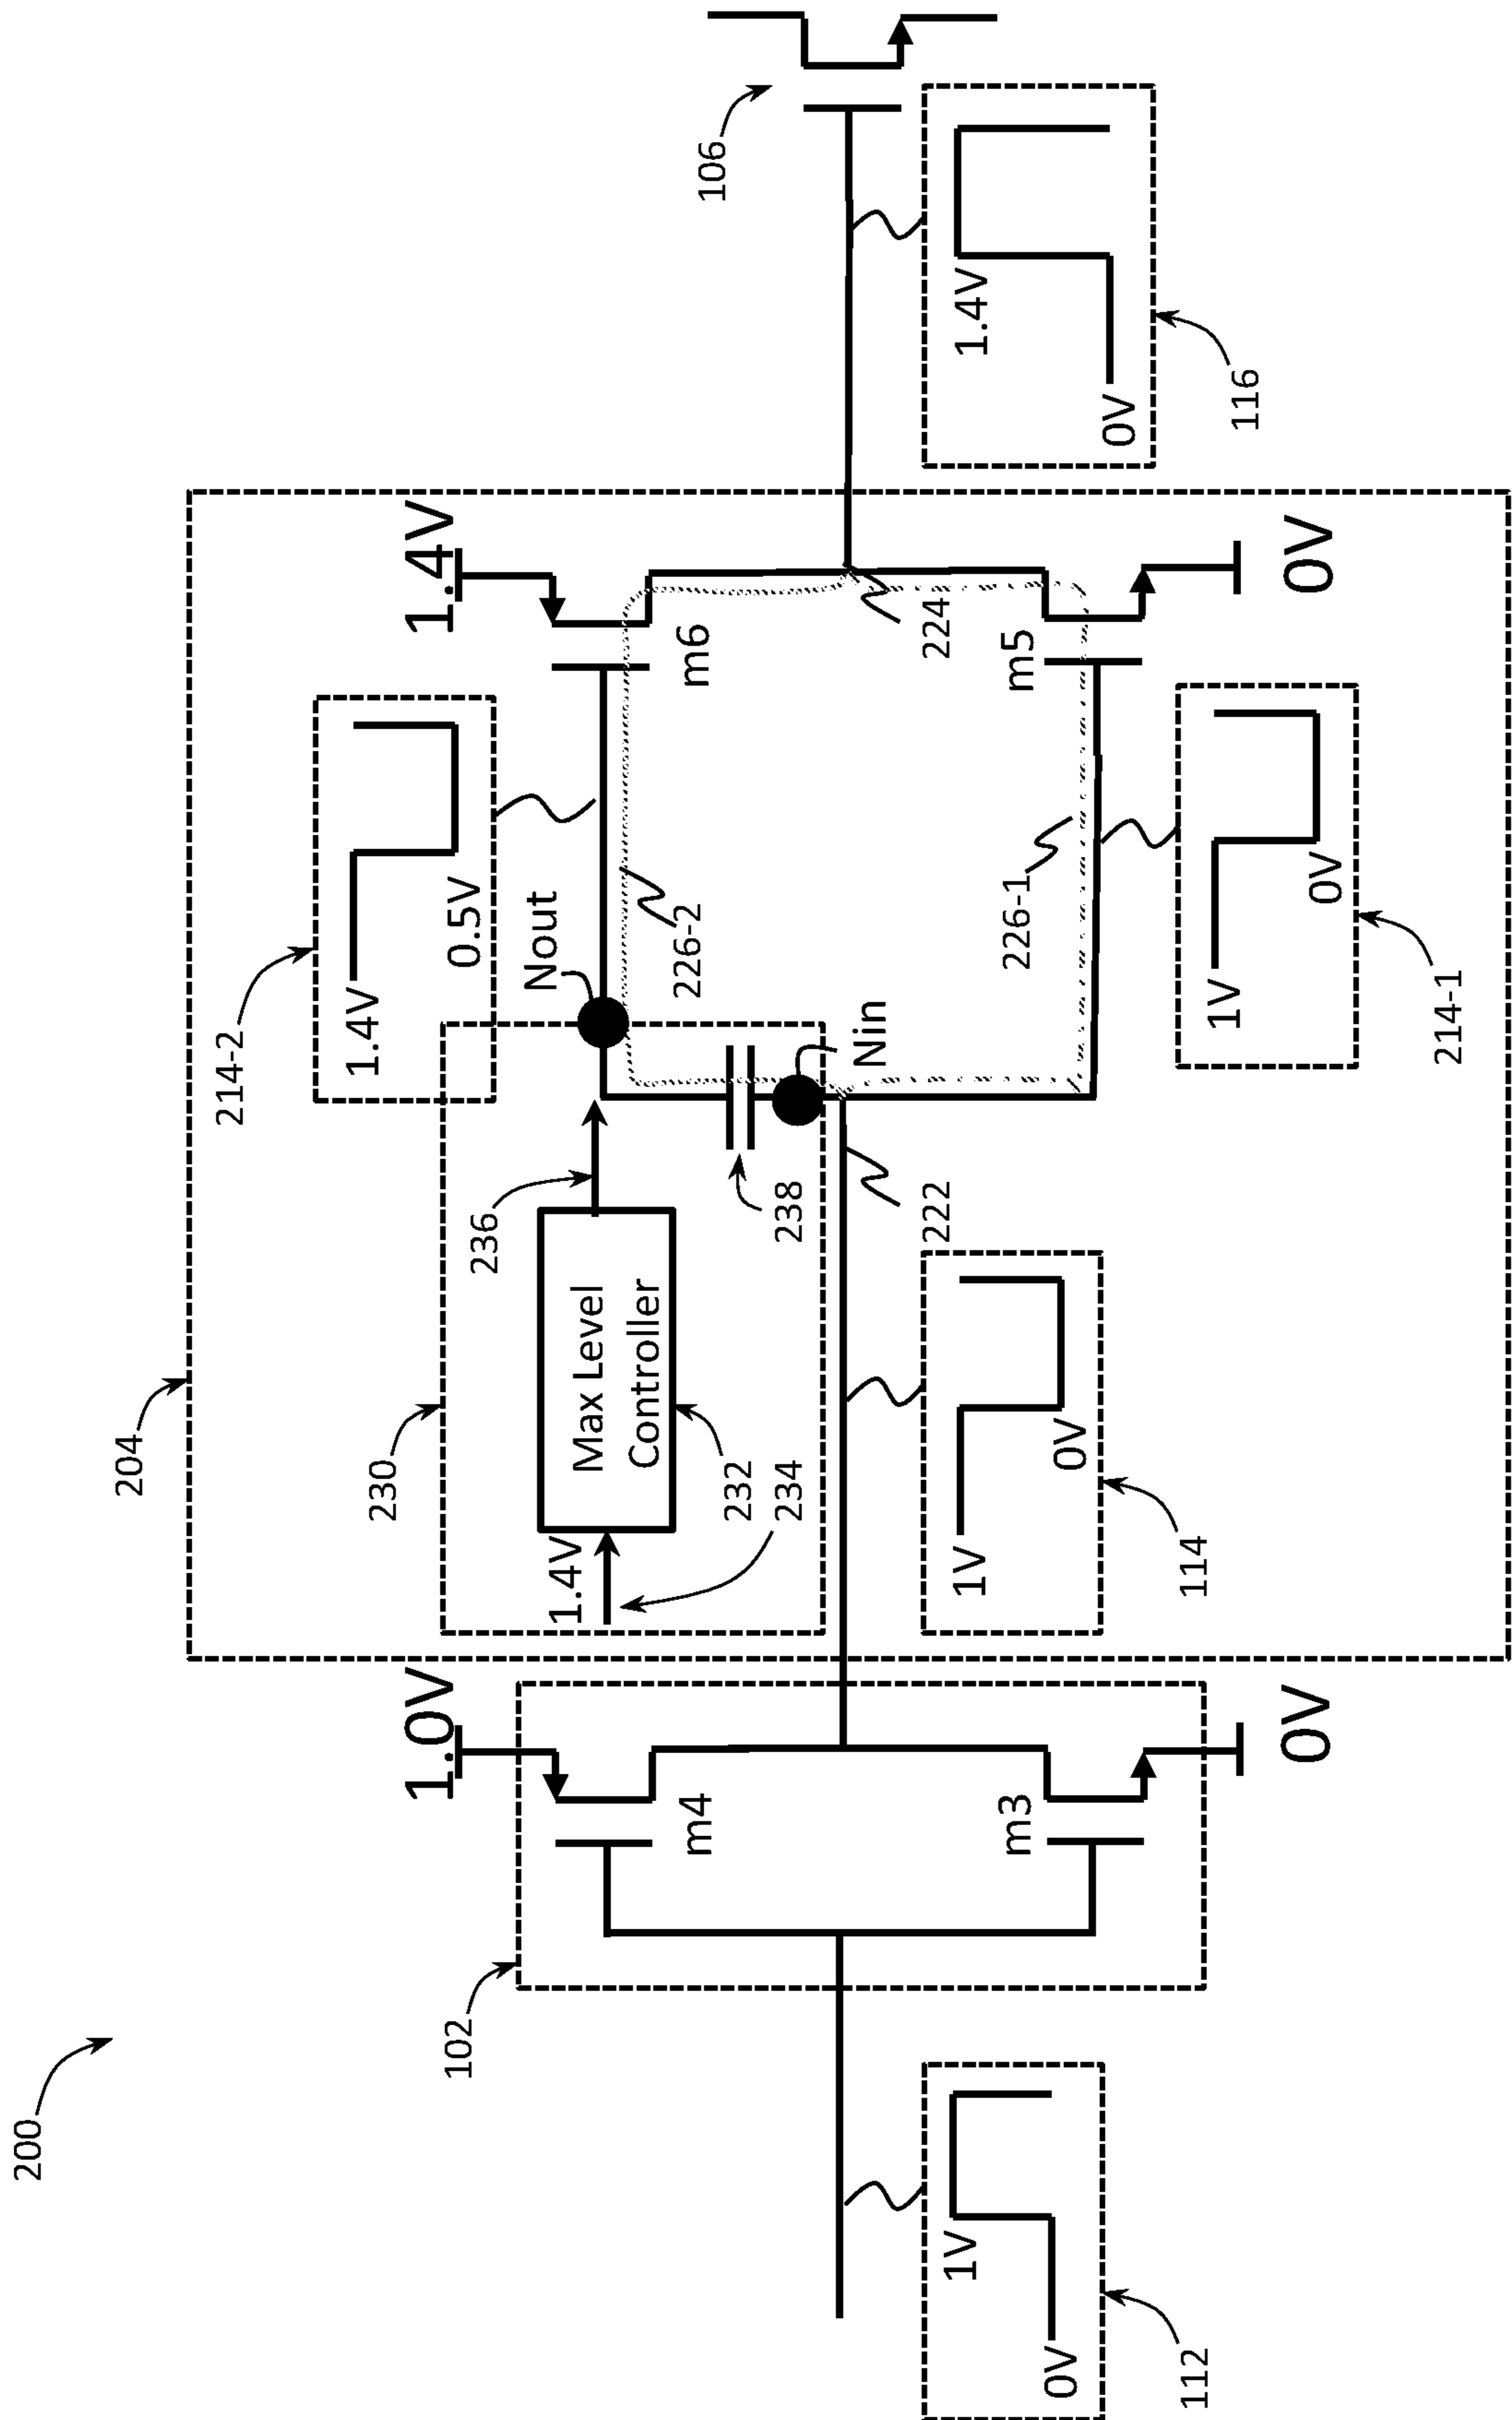 200
204
102
1.0V
m4
m3
0V
112
1V
0V
114
1V
0V
230
Max Level
Controller
1.4V
232
234
236
238
222
Nin
Nout
214-2
1.4V
0.5V
226-2
226-1
214-1
1V
0V
1.4V
m6
224
m5
0V
106
116
1.4V
0V